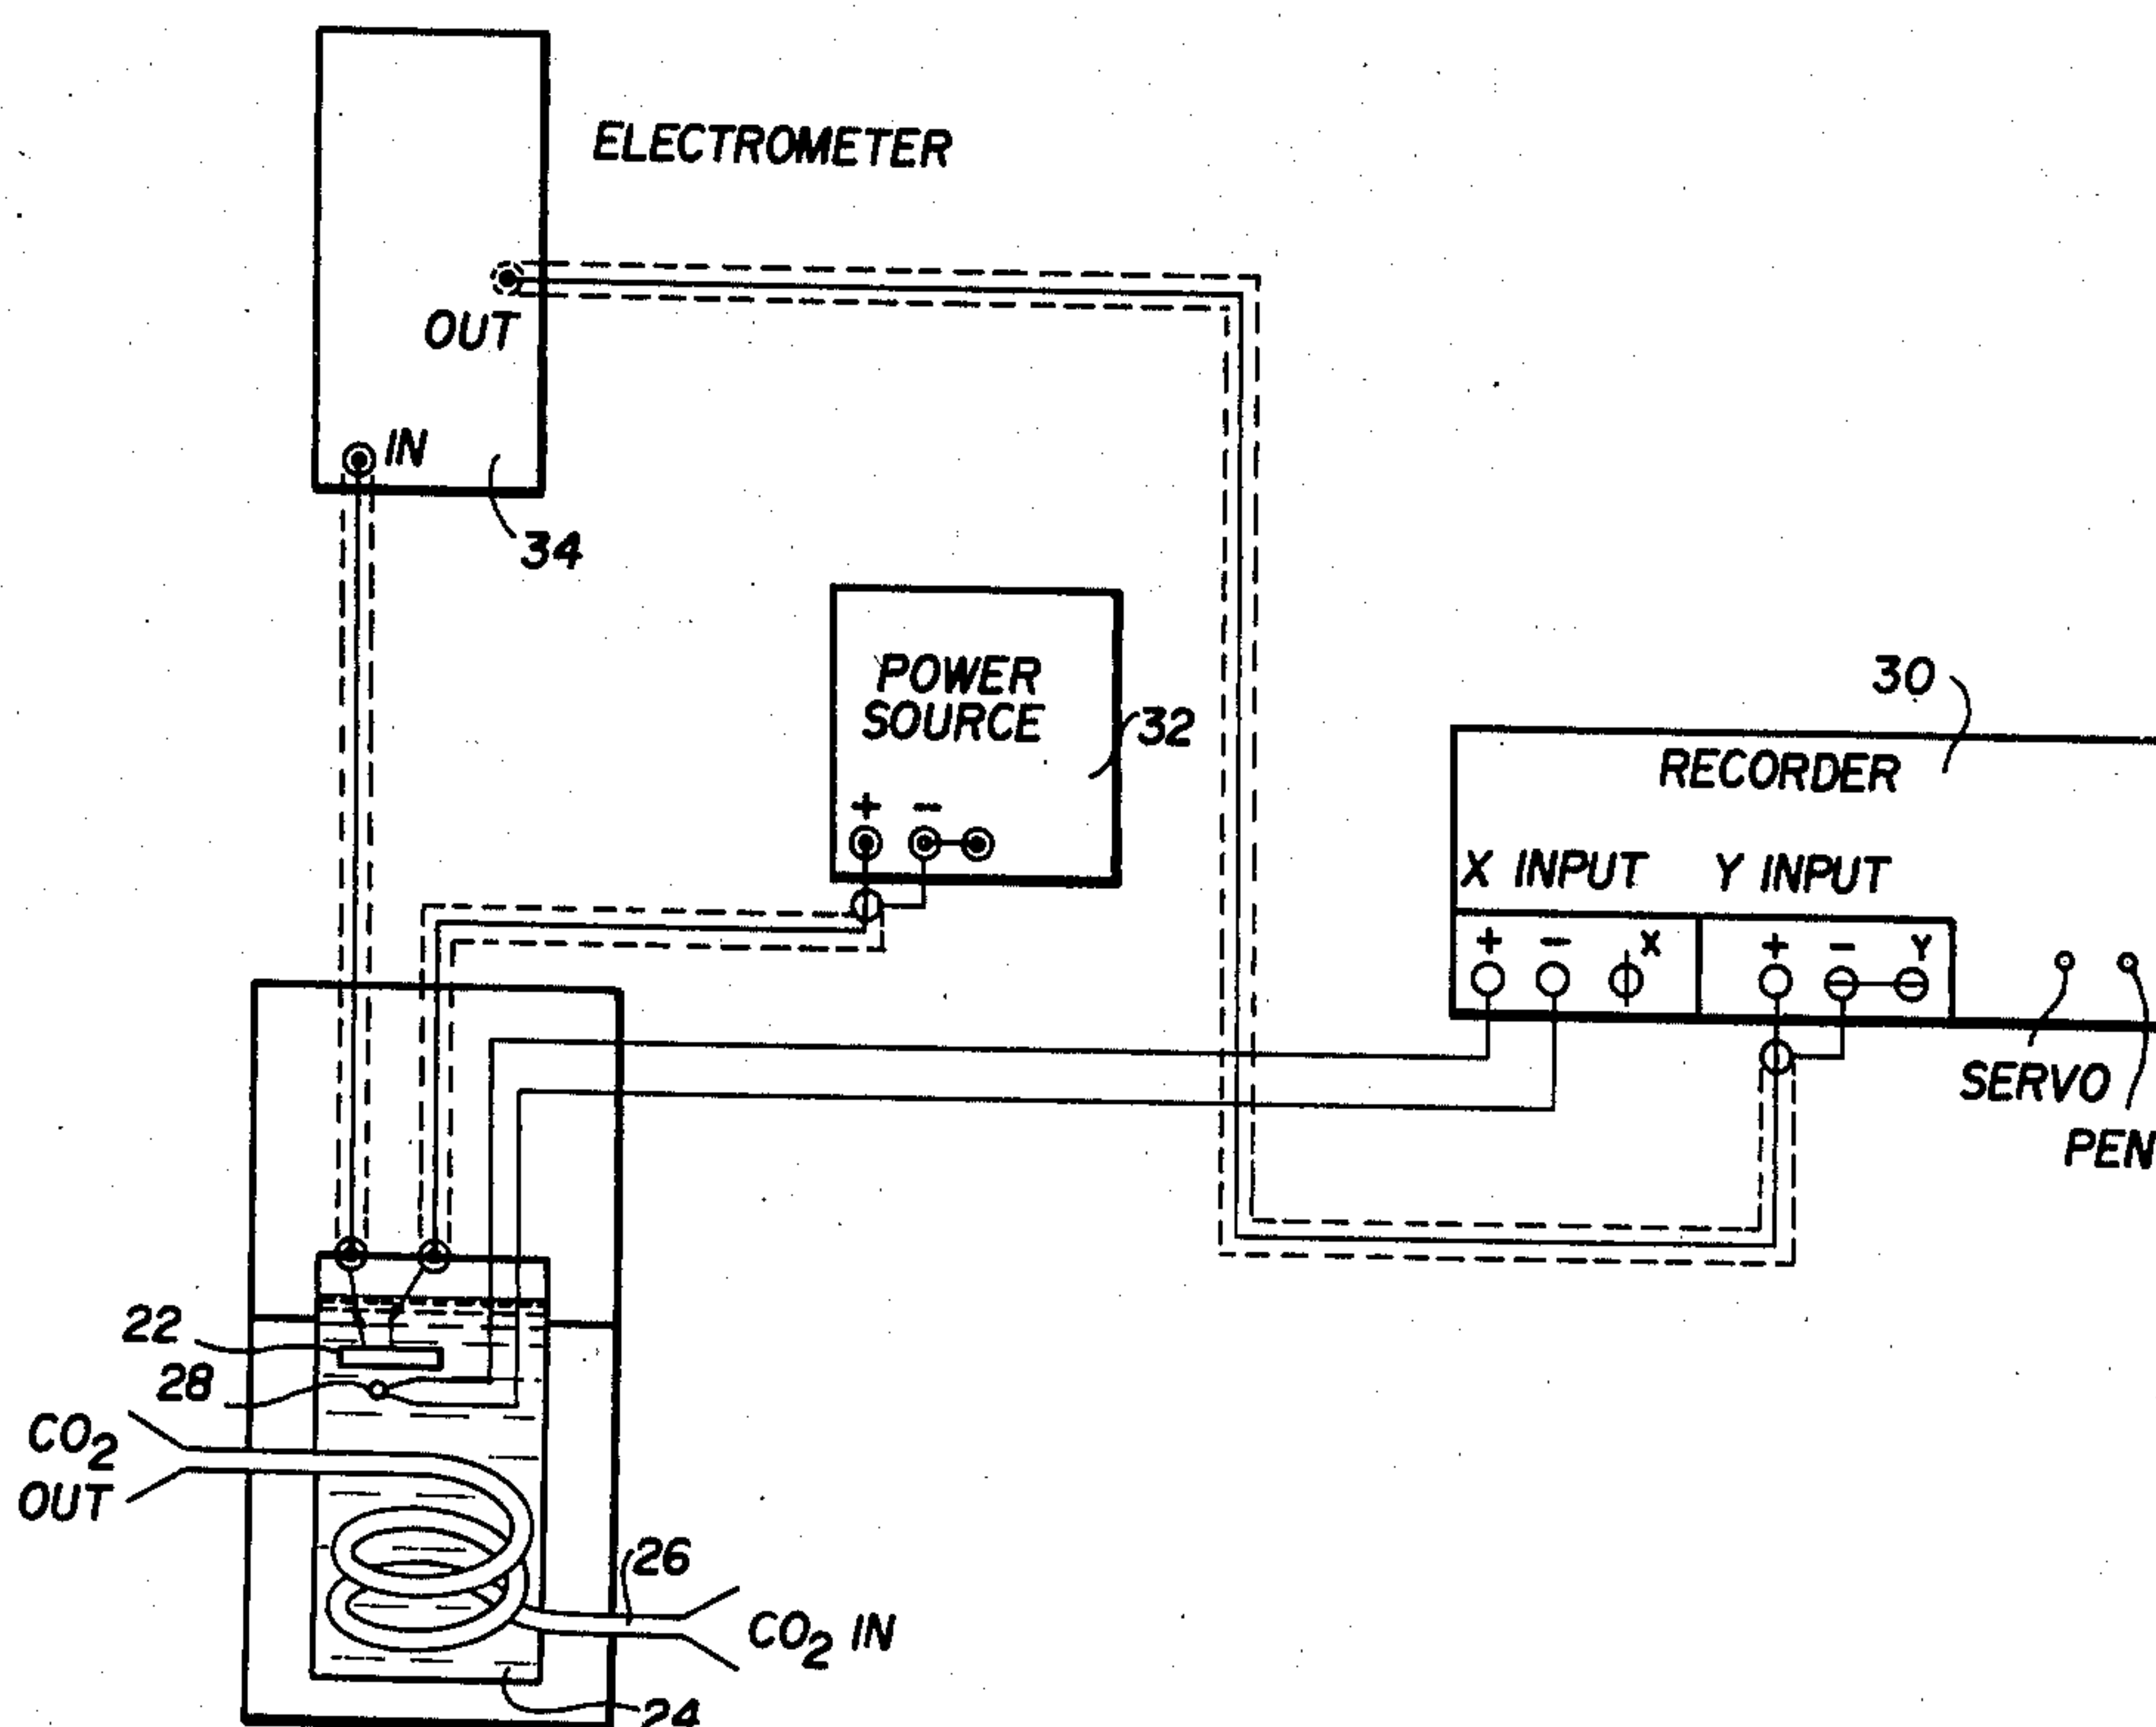 ELECTROMETER
OUT
IN
34
POWER
SOURCE
32
+ -
30
RECORDER
X INPUT Y INPUT
+ - X + - Y
SERVO
PEN
22
28
CO2
OUT
26
CO2 IN
24